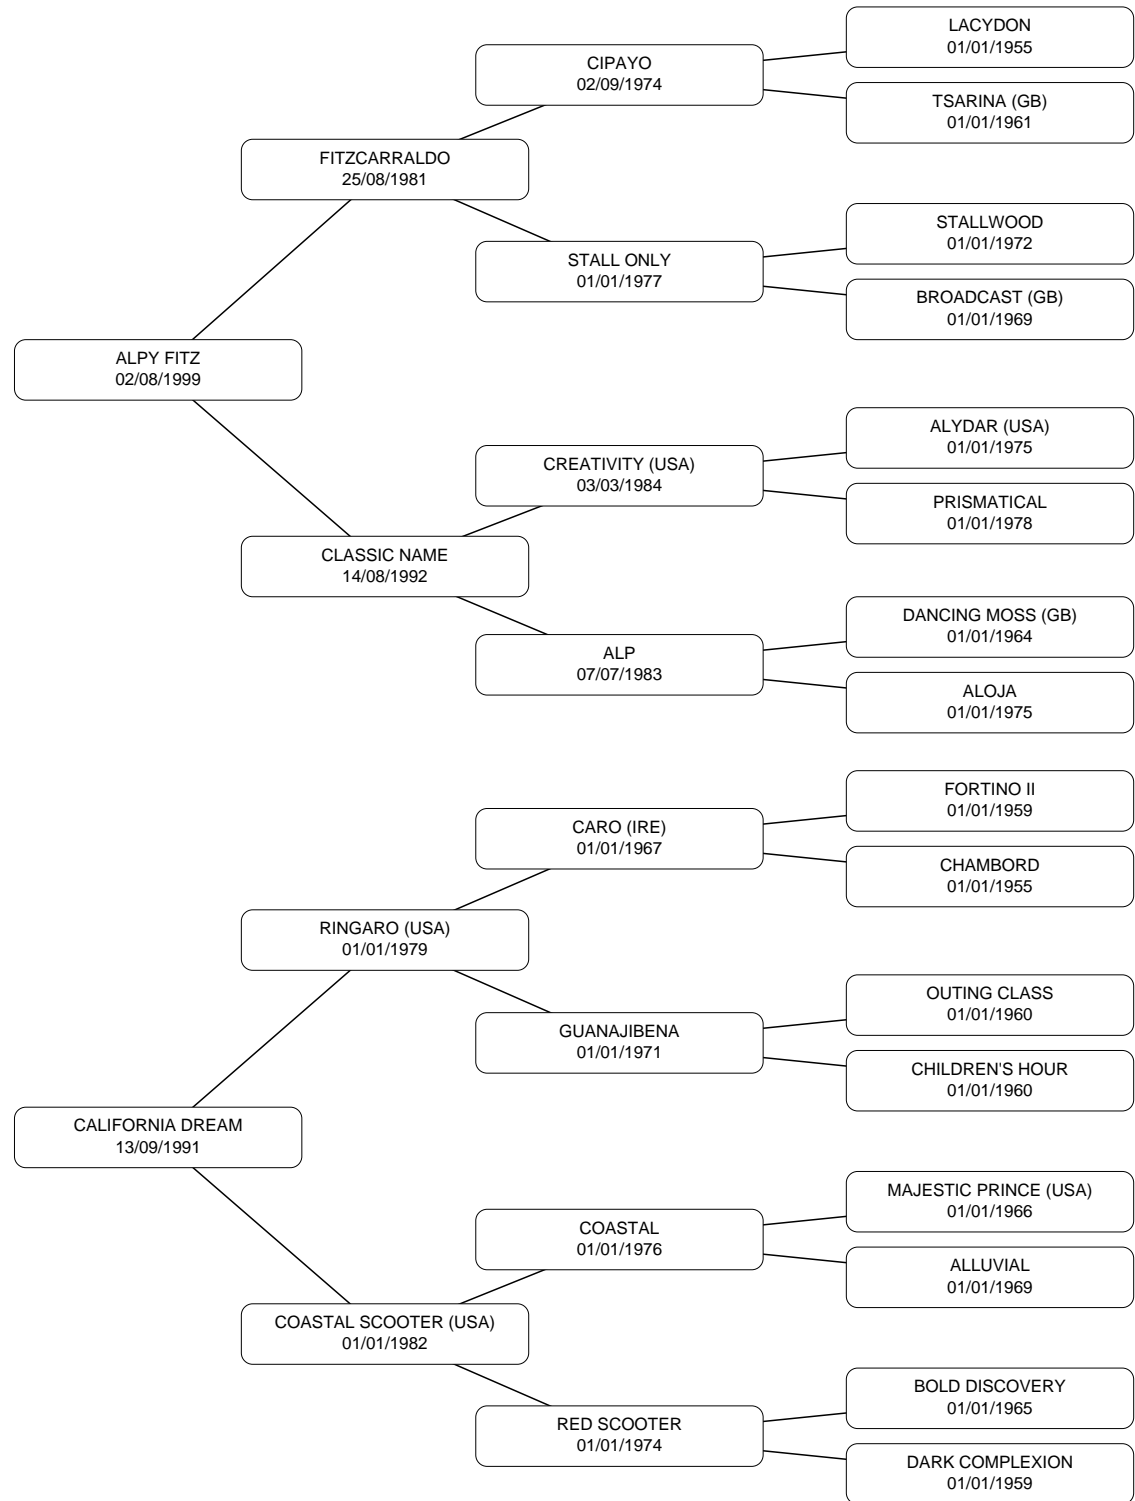 LACYDON
01/01/1955
CIPAYO
02/09/1974
TSARINA (GB)
01/01/1961
FITZCARRALDO
25/08/1981
STALLWOOD
01/01/1972
STALL ONLY
01/01/1977
BROADCAST (GB)
01/01/1969
ALPY FITZ
02/08/1999
ALYDAR (USA)
01/01/1975
CREATIVITY (USA)
03/03/1984
PRISMATICAL
01/01/1978
CLASSIC NAME
14/08/1992
DANCING MOSS (GB)
01/01/1964
ALP
07/07/1983
ALOJA
01/01/1975
FORTINO II
01/01/1959
CARO (IRE)
01/01/1967
CHAMBORD
01/01/1955
RINGARO (USA)
01/01/1979
OUTING CLASS
01/01/1960
GUANAJIBENA
01/01/1971
CHILDREN'S HOUR
01/01/1960
CALIFORNIA DREAM
13/09/1991
MAJESTIC PRINCE (USA)
01/01/1966
COASTAL
01/01/1976
ALLUVIAL
01/01/1969
COASTAL SCOOTER (USA)
01/01/1982
BOLD DISCOVERY
01/01/1965
RED SCOOTER
01/01/1974
DARK COMPLEXION
01/01/1959